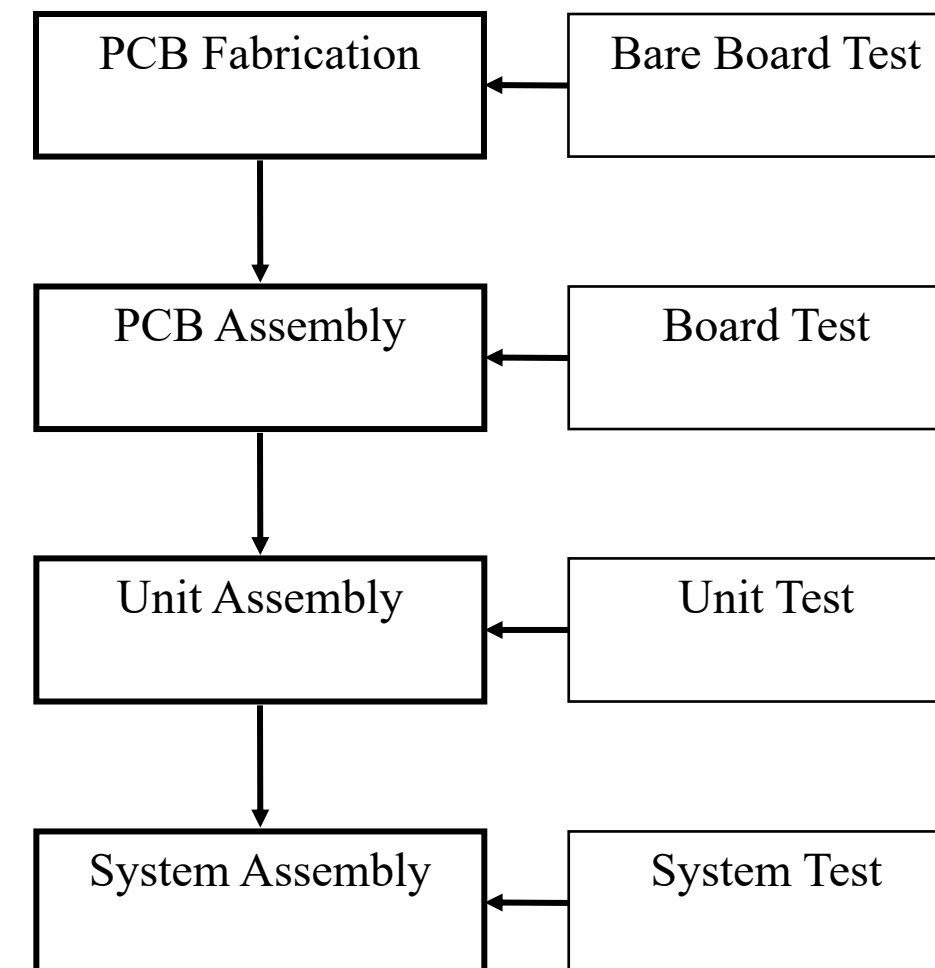 PCB Fabrication
Bare Board Test
PCB Assembly
Board Test
Unit Assembly
Unit Test
System Assembly
System Test